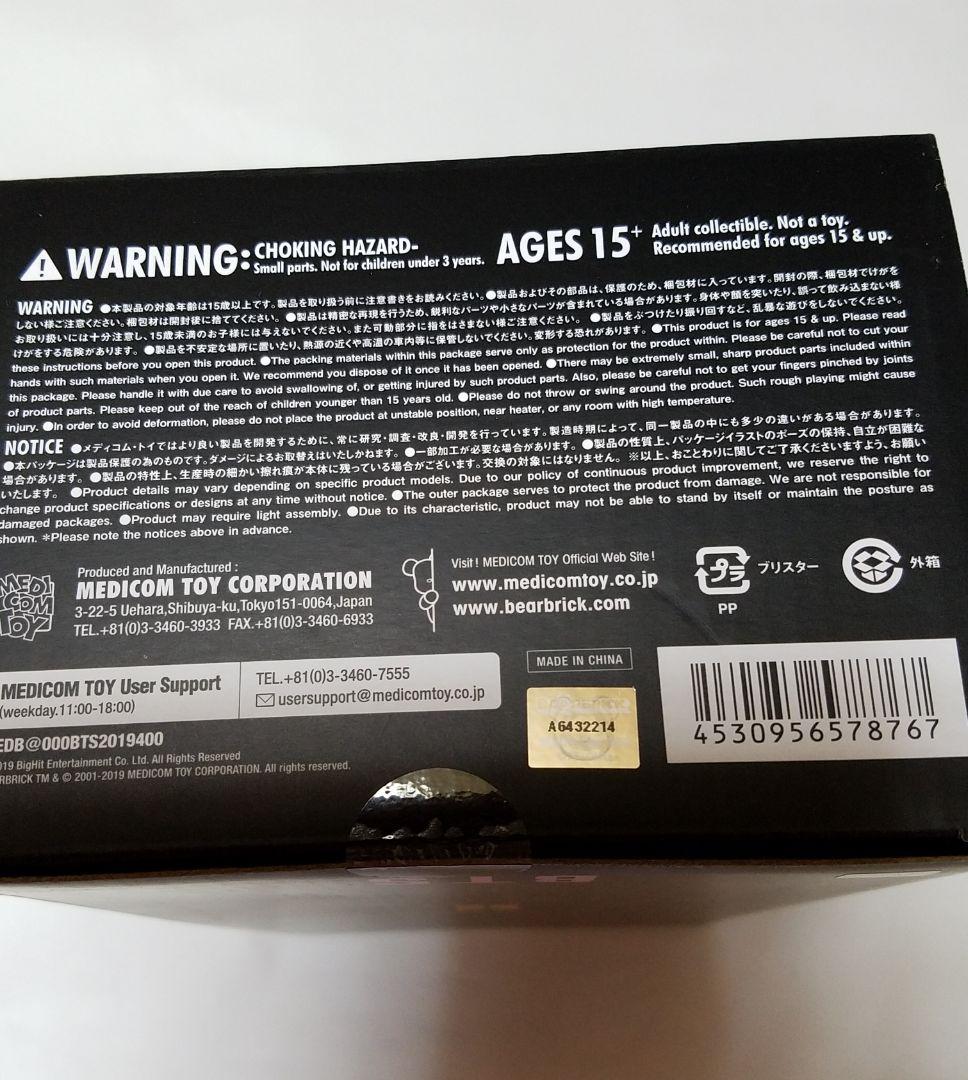 WARNING: CHOKING HAZARD-
Small parts. Not for children under 3 years.
AGES 15+
Adult collectible. Not a toy.
Recommended for ages 15 & up.
WARNING ●本製品の対象年齢は15歳以上です。製品を取り扱う前に注意書きをお読みください。●製品およびその部品は、保護のため、梱包材に入っています。開封の際、梱包材でけがを
しない様ご注意ください。梱包材は開封後に捨ててください。●製品は精密な再現を行うため、鋭利なパーツや小さなパーツが含まれている場合があります。身体や顔を突いたり、誤って飲み込まない様
お取り扱いには十分注意し、15歳未満のお子様には与えないでください。また可動部分に指をはさまない様ご注意ください。●製品をぶつけたり振り回すなど、乱暴な遊びをしないでください。
けがをする危険があります。●製品を不安定な場所に置いたり、熱源の近くや高温の車内等に保管しないでください。変形する恐れがあります。●This product is for ages 15 & up. Please read
these instructions before you open this product. ●The packing materials within this package serve only as protection for the product within. Please be careful not to cut your
hands with such materials when you open it. We recommend you dispose of it once it has been opened. ●There may be extremely small, sharp product parts included within
this package. Please handle it with due care to avoid swallowing of, or getting injured by such product parts. Also, please be careful not to get your fingers pinched by joints
of product parts. Please keep out of the reach of children younger than 15 years old. ●Please do not throw or swing around the product. Such rough playing might cause
injury. ●In order to avoid deformation, please do not place the product at unstable position, near heater, or any room with high temperature.
NOTICE ●メディコム・トイではより良い製品を開発するために、常に研究・調査・改良・開発を行っています。製造時期によって、同一製品の中にも多少の違いがある場合があります。
●本パッケージは製品保護の為のものです。ダメージによるお取替えはいたしかねます。●一部加工が必要な場合があります。●製品の性質上、パッケージイラストのポーズの保持、自立が困難な
場合があります。●製品の特性上、生産時の細かい擦れ痕が本体に残っている場合がございます。交換の対象にはなりません。※以上、おことわりに関してご了承くださいますよう、お願い
いたします。●Product details may vary depending on specific product models. Due to our policy of continuous product improvement, we reserve the right to
change product specifications or designs at any time without notice. ●The outer package serves to protect the product from damage. We are not responsible for
damaged packages. ●Product may require light assembly. ●Due to its characteristic, product may not be able to stand by itself or maintain the posture as
shown. *Please note the notices above in advance.
MEDI
COM
TOY
Produced and Manufactured :
MEDICOM TOY CORPORATION
3-22-5 Uehara,Shibuya-ku,Tokyo151-0064,Japan
TEL.+81(0)3-3460-3933 FAX.+81(0)3-3460-6933
Visit! MEDICOM TOY Official Web Site!
www.medicomtoy.co.jp
www.bearbrick.com
プラ
PP
ブリスター
外箱
MEDICOM TOY User Support
(weekday.11:00-18:00)
TEL.+81(0)3-3460-7555
usersupport@medicomtoy.co.jp
MADE IN CHINA
BE@RBRICK
A6432214
4530956578767
EDB@000BTS2019400
19 BigHit Entertainment Co. Ltd. All Rights Reserved
RBRICK TM & © 2001-2019 MEDICOM TOY CORPORATION. All rights reserved.